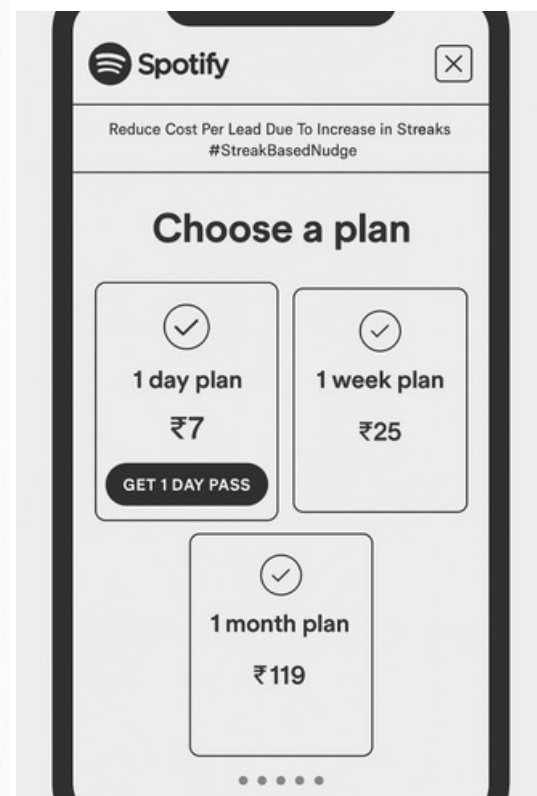 Spotify
Reduce Cost Per Lead Due To Increase in Streaks
#StreakBasedNudge
Choose a plan
1 day plan
₹7
GET 1 DAY PASS
1 week plan
₹25
1 month plan
₹119